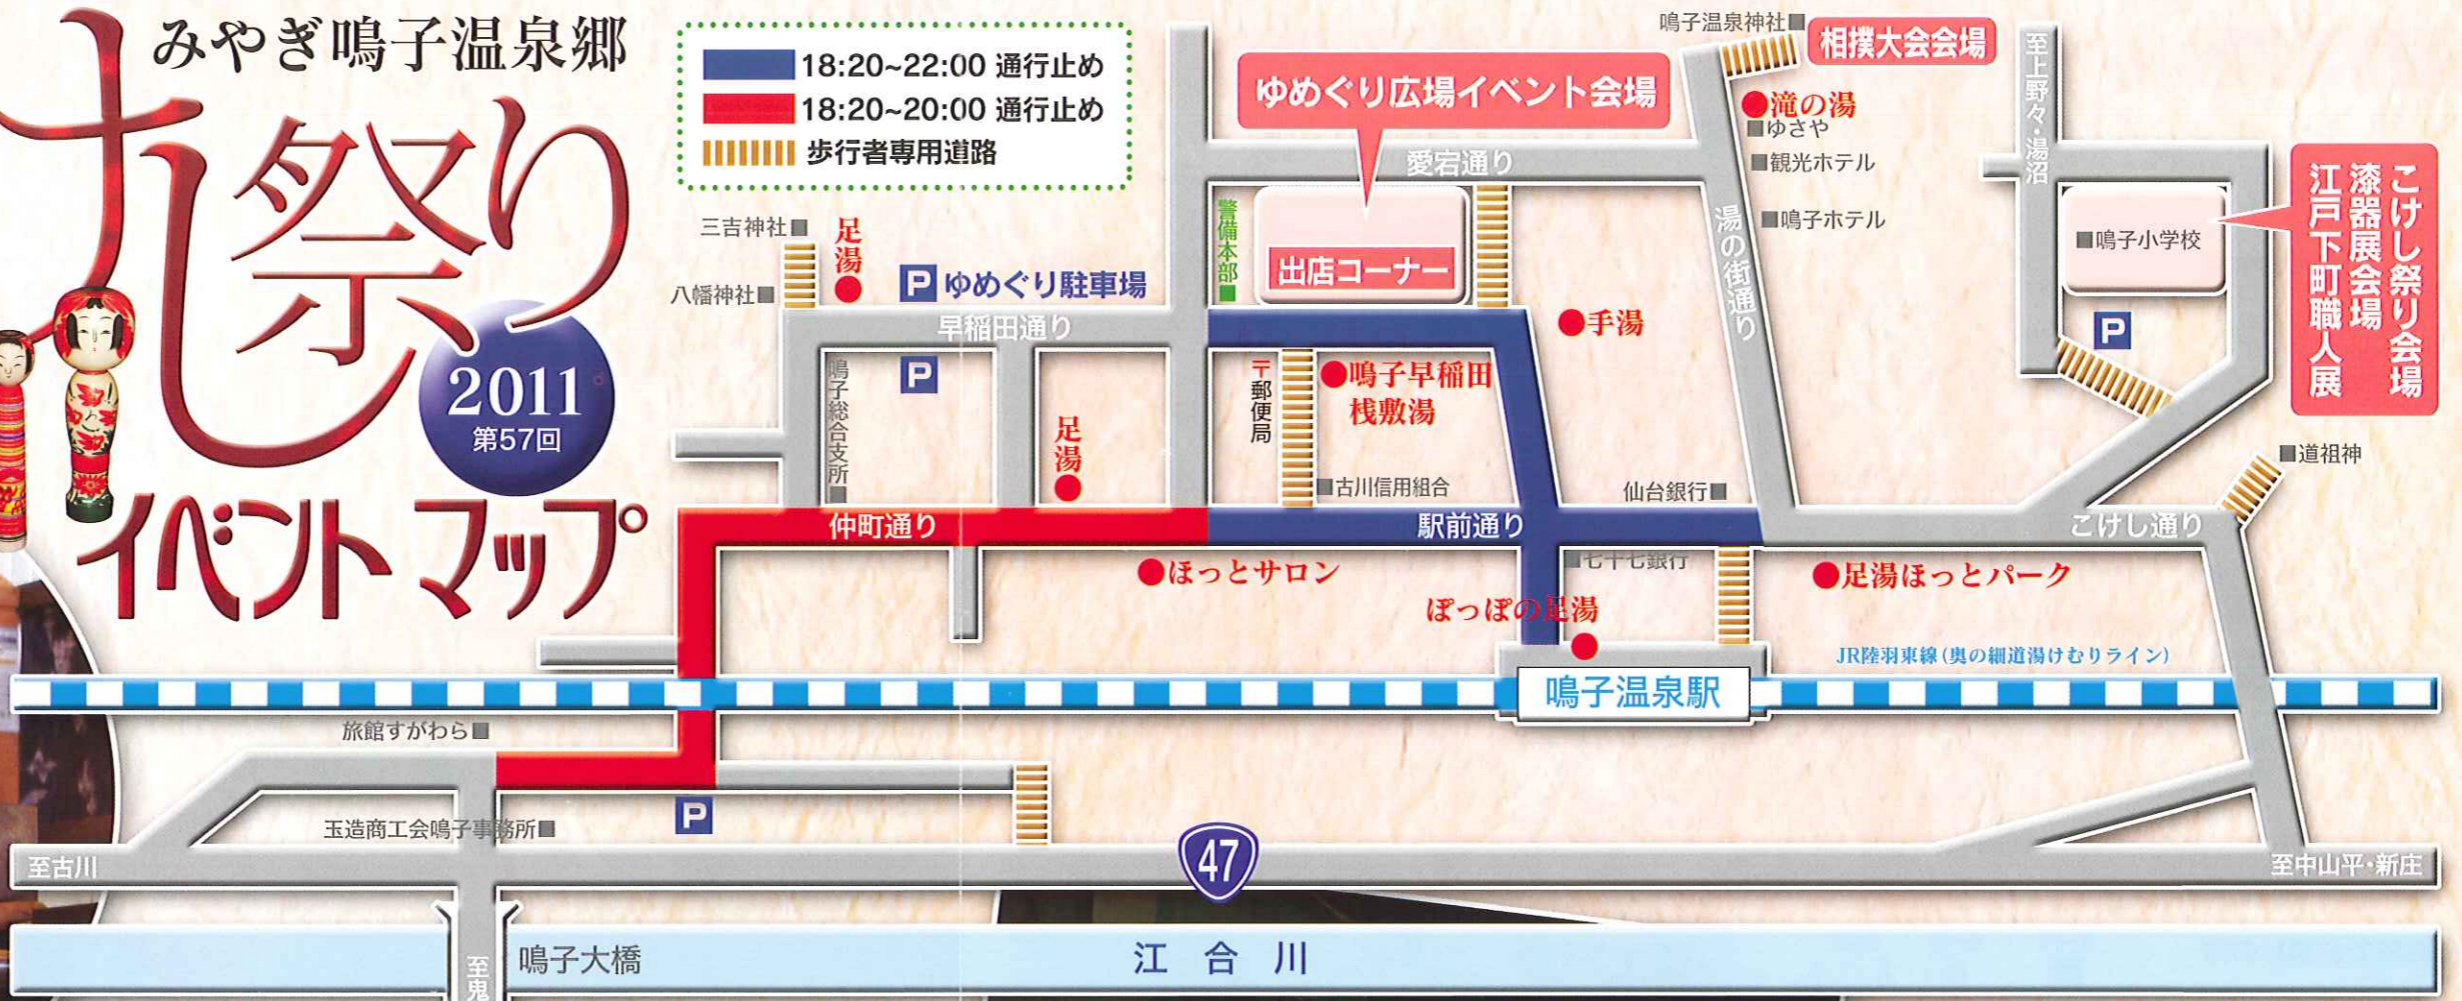 みやぎ鳴子温泉郷
し祭り
2011
第57回
イベント マップ
18:20~22:00 通行止め
18:20~20:00 通行止め
歩行者専用道路
ゆめぐり広場イベント会場
鳴子温泉神社
相撲大会会場
滝の湯
ゆさや
観光ホテル
鳴子ホテル
至上野々・湯沼
こけし祭り会場
漆器展会場
江戸下町職人展
鳴子小学校
P
愛宕通り
湯の街通り
警備本部
出店コーナー
三吉神社
足湯
八幡神社
P ゆめぐり駐車場
早稲田通り
手湯
鳴子総合支所
P
足湯
〒郵便局
鳴子早稲田
桟敷湯
古川信用組合
仙台銀行
道祖神
仲町通り
駅前通り
こけし通り
ほっとサロン
七十七銀行
ぽっぽの足湯
足湯ほっとパーク
JR陸羽東線(奥の細道湯けむりライン)
鳴子温泉駅
旅館すがわら
玉造商工会鳴子事務所
P
至古川
47
至中山平・新庄
鳴子大橋
江合川
至鬼